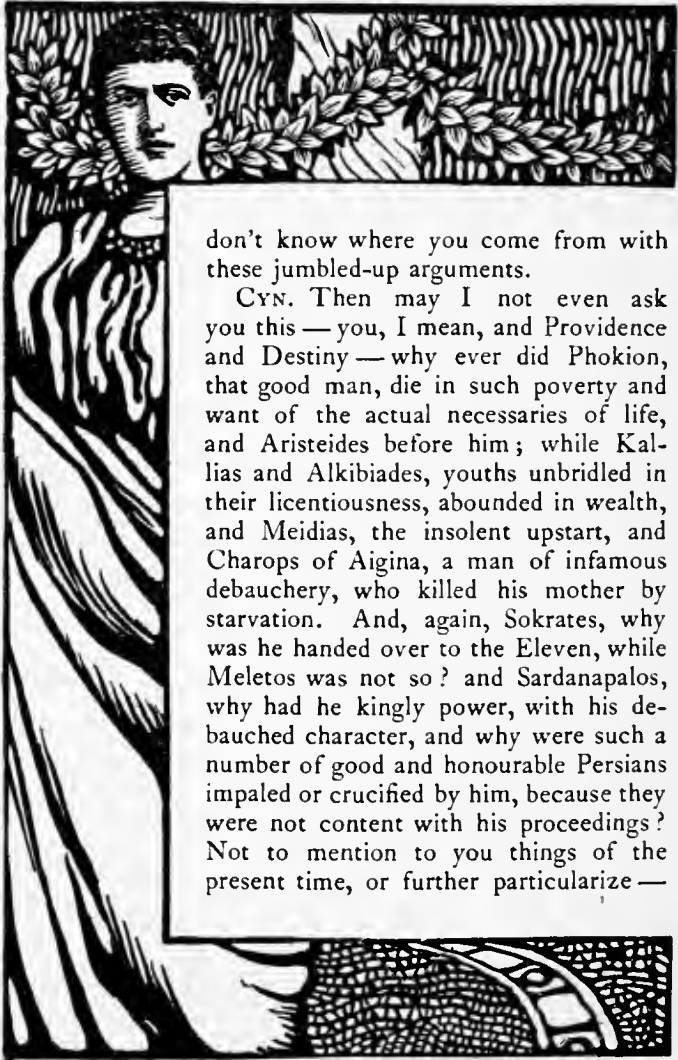 don't know where you come from with
these jumbled-up arguments.
CYN. Then may I not even ask
you this — you, I mean, and Providence
and Destiny — why ever did Phokion,
that good man, die in such poverty and
want of the actual necessaries of life,
and Aristeides before him; while Kal-
lias and Alkibiades, youths unbridled in
their licentiousness, abounded in wealth,
and Meidias, the insolent upstart, and
Charops of Aigina, a man of infamous
debauchery, who killed his mother by
starvation. And, again, Sokrates, why
was he handed over to the Eleven, while
Meletos was not so? and Sardanapalos,
why had he kingly power, with his de-
bauched character, and why were such a
number of good and honourable Persians
impaled or crucified by him, because they
were not content with his proceedings?
Not to mention to you things of the
present time, or further particularize —